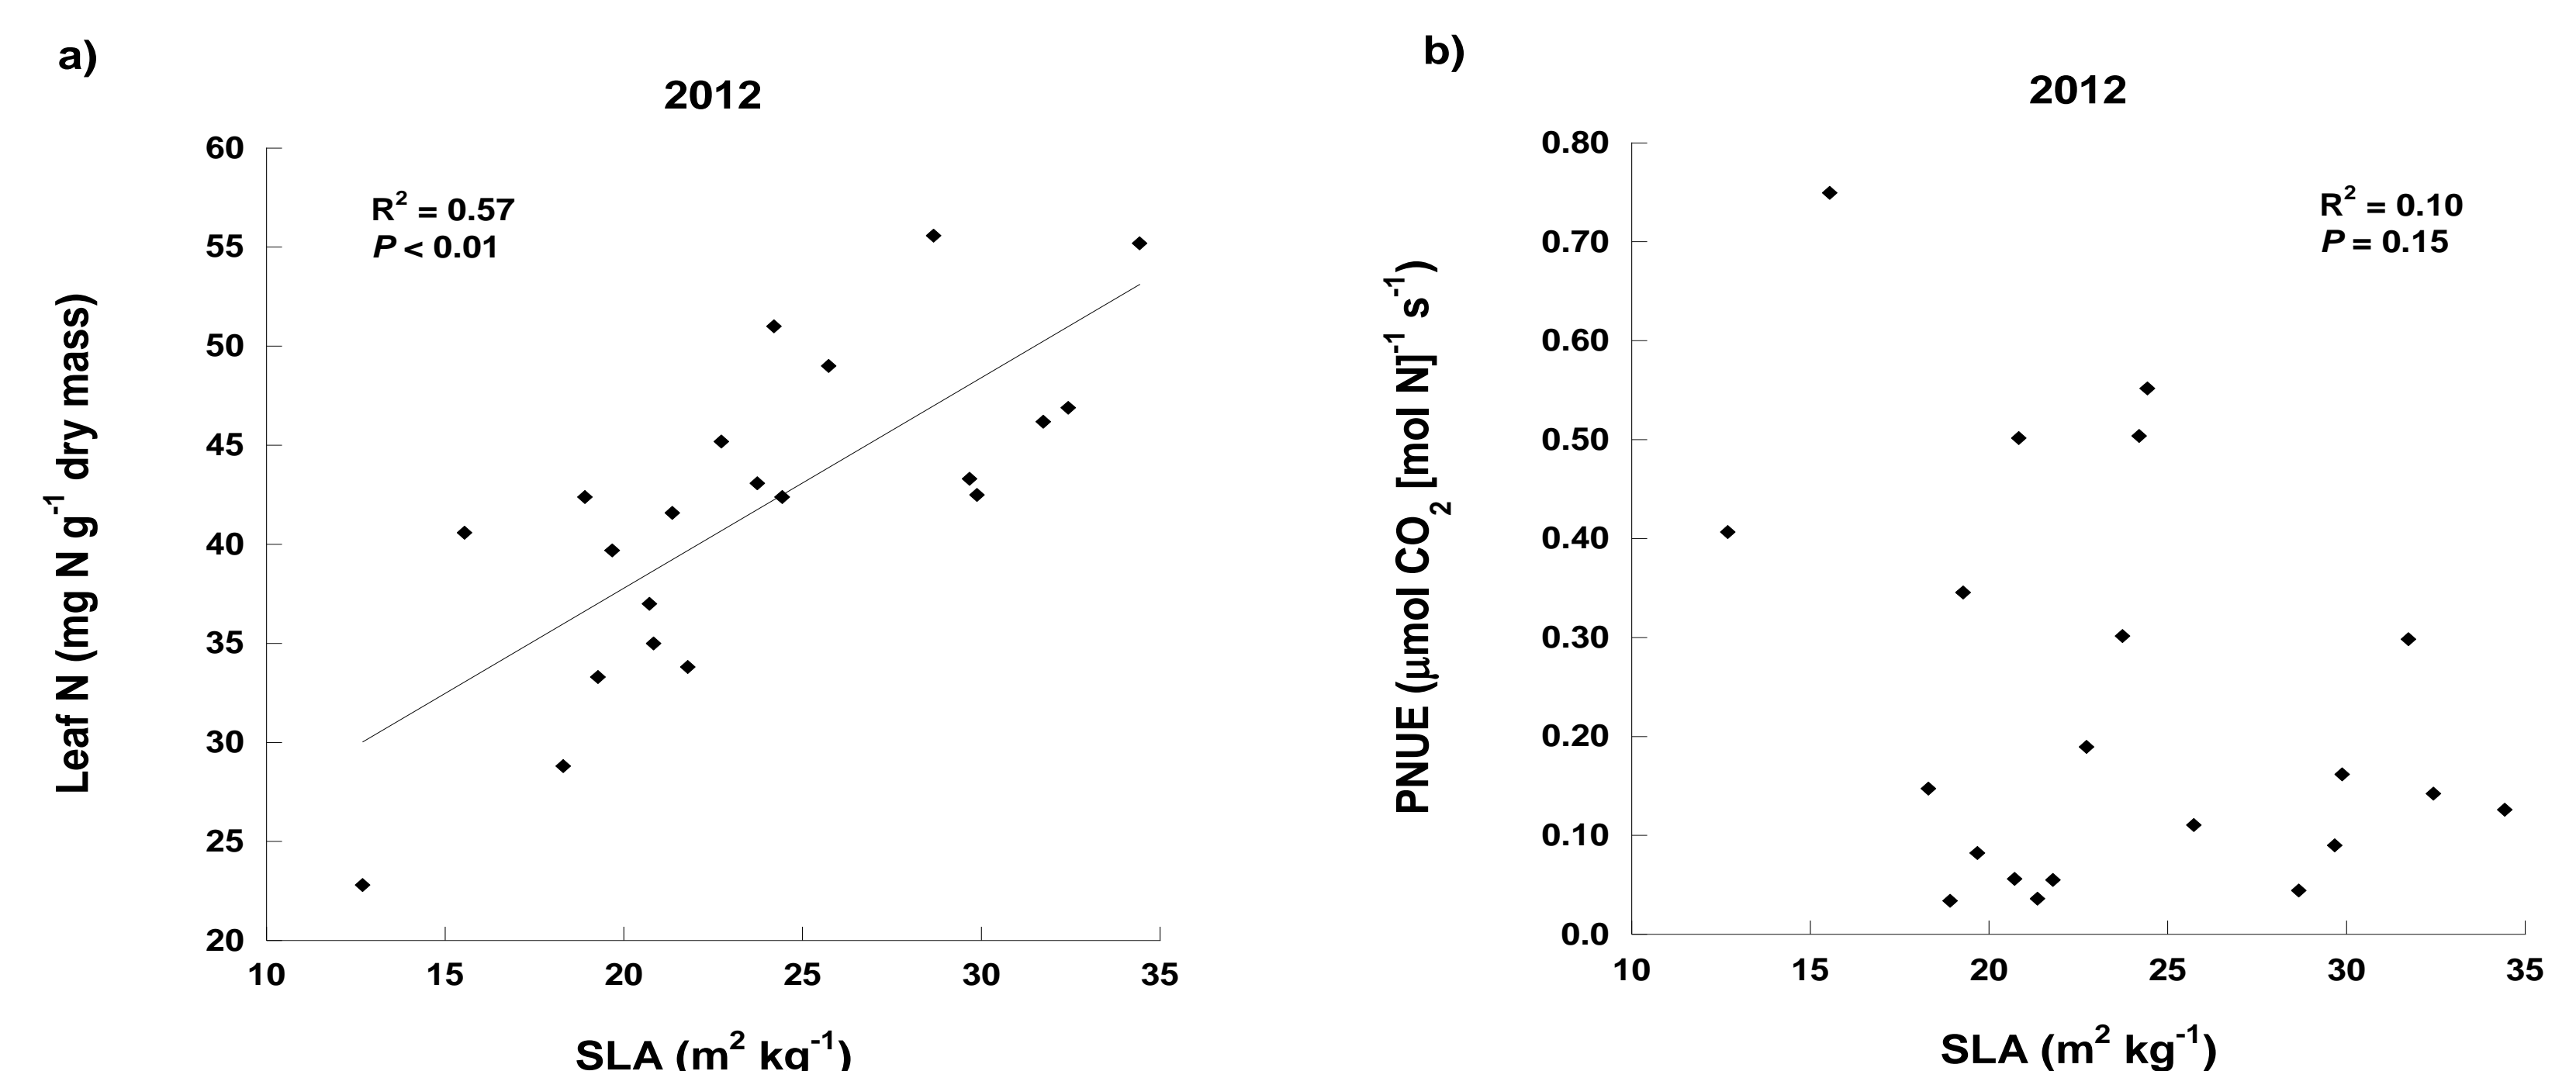 a)
2012
R² = 0.57
P < 0.01
Leaf N (mg N g⁻¹ dry mass)
60
55
50
45
40
35
30
25
20
10 15 20 25 30 35
SLA (m² kg⁻¹)
b)
2012
R² = 0.10
P = 0.15
PNUE (µmol CO₂ [mol N]⁻¹ s⁻¹)
0.80
0.70
0.60
0.50
0.40
0.30
0.20
0.10
0.0
10 15 20 25 30 35
SLA (m² kg⁻¹)